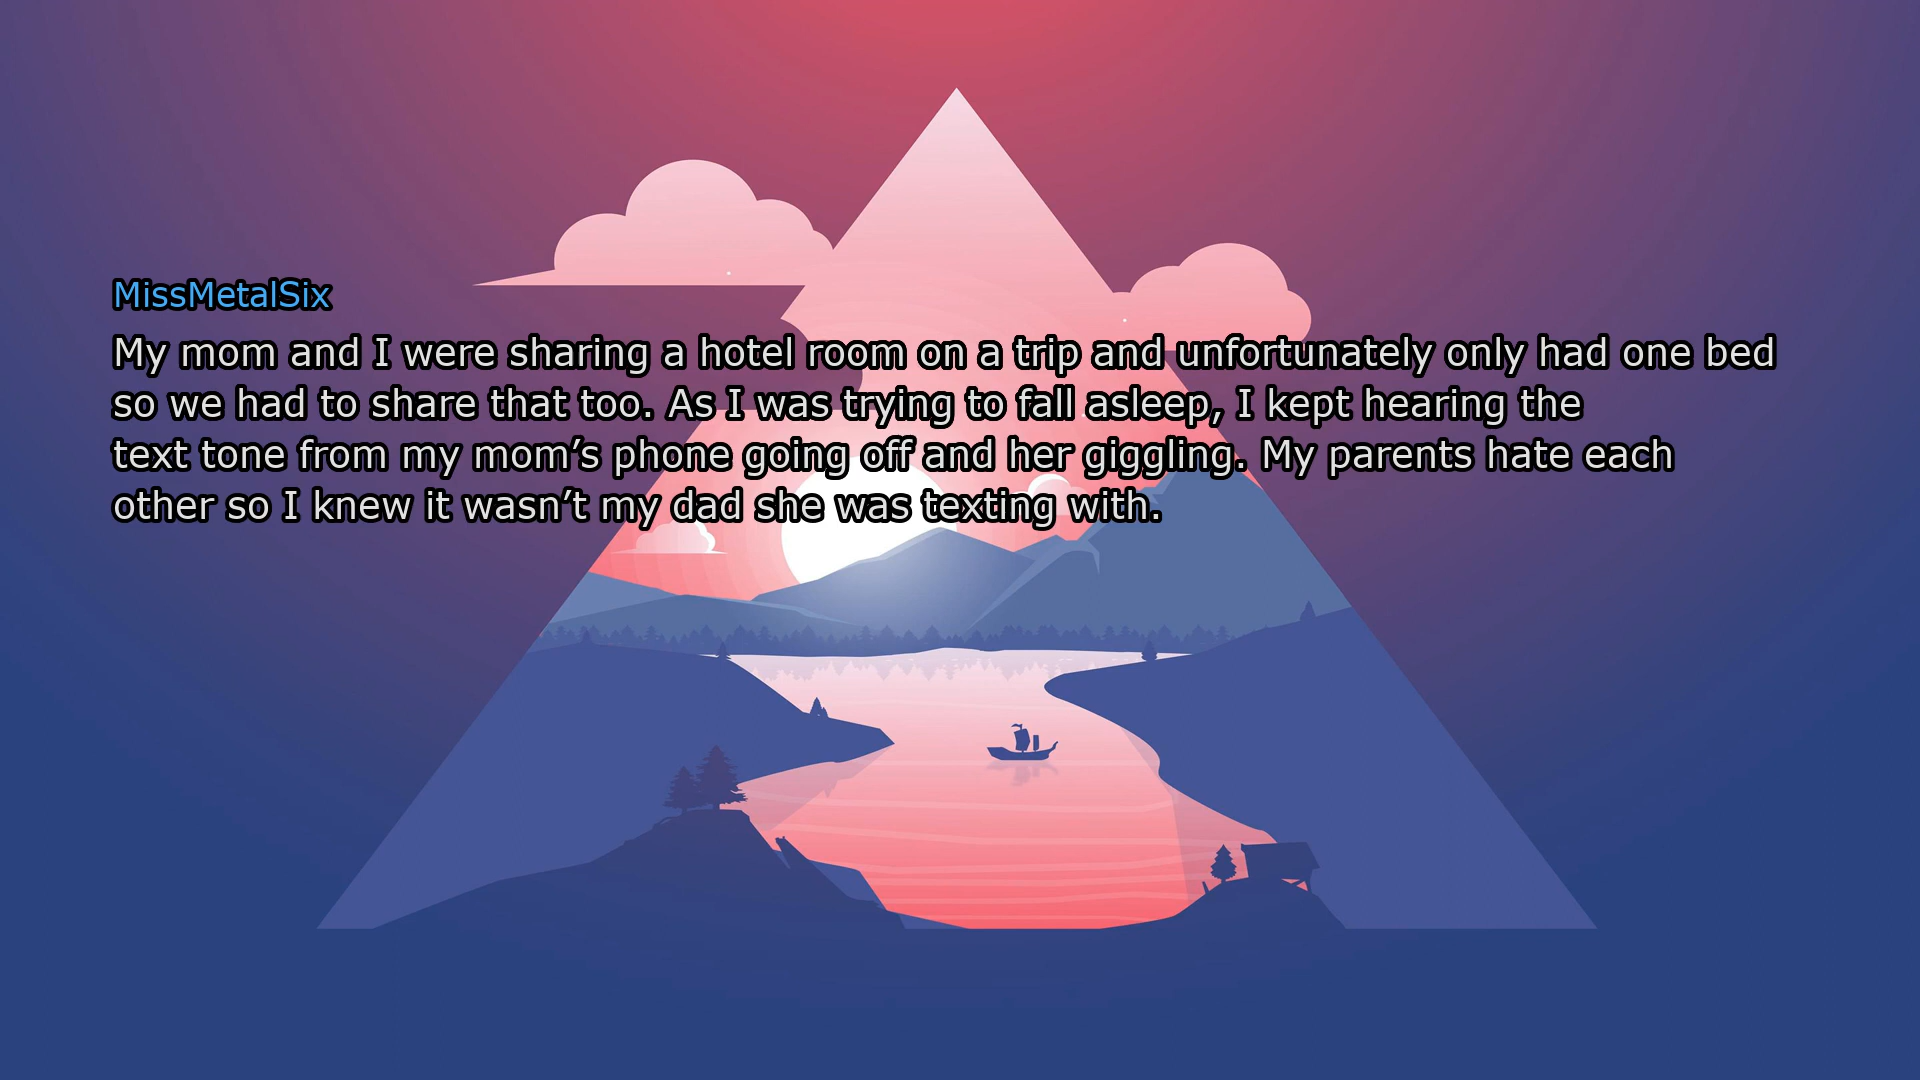 MissMetalSix
My mom and I were sharing a hotel room on a trip and unfortunately only had one bed
so we had to share that too. As I was trying to fall asleep, I kept hearing the
text tone from my mom’s phone going off and her giggling. My parents hate each
other so I knew it wasn’t my dad she was texting with.